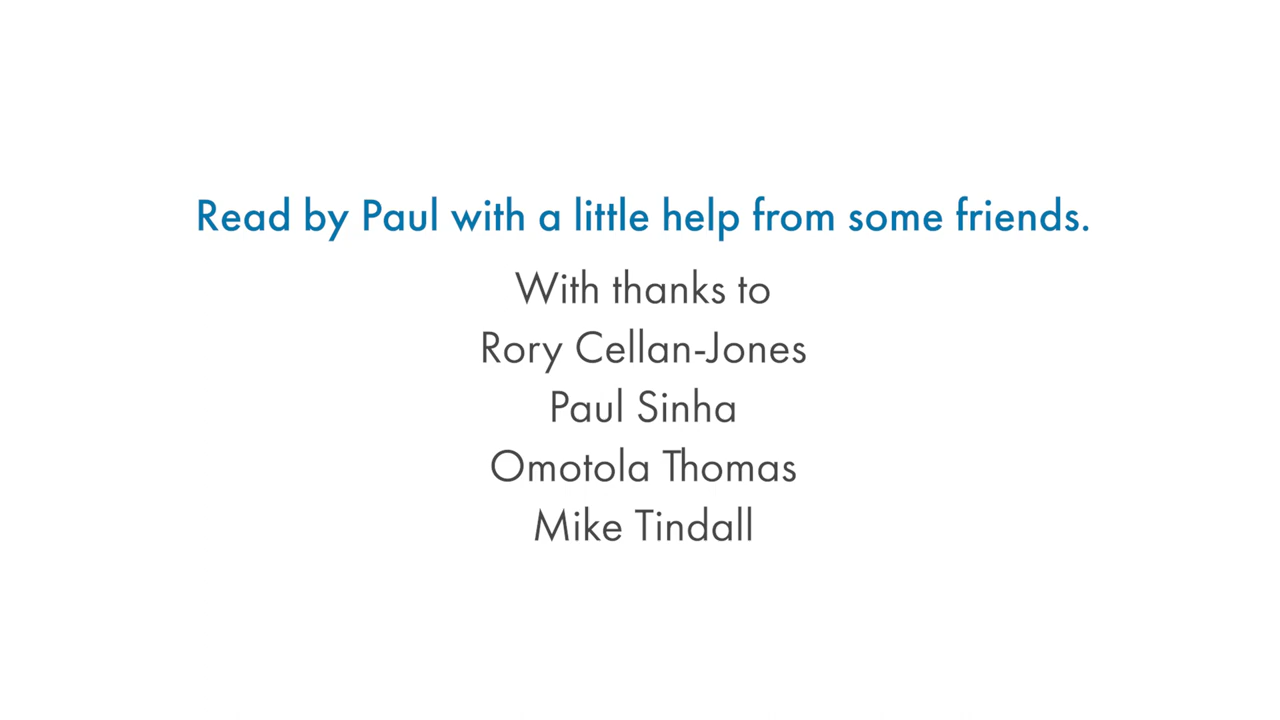 Read by Paul with a little help from some friends.
With thanks to
Rory Cellan-Jones
Paul Sinha
Omotola Thomas
Mike Tindall